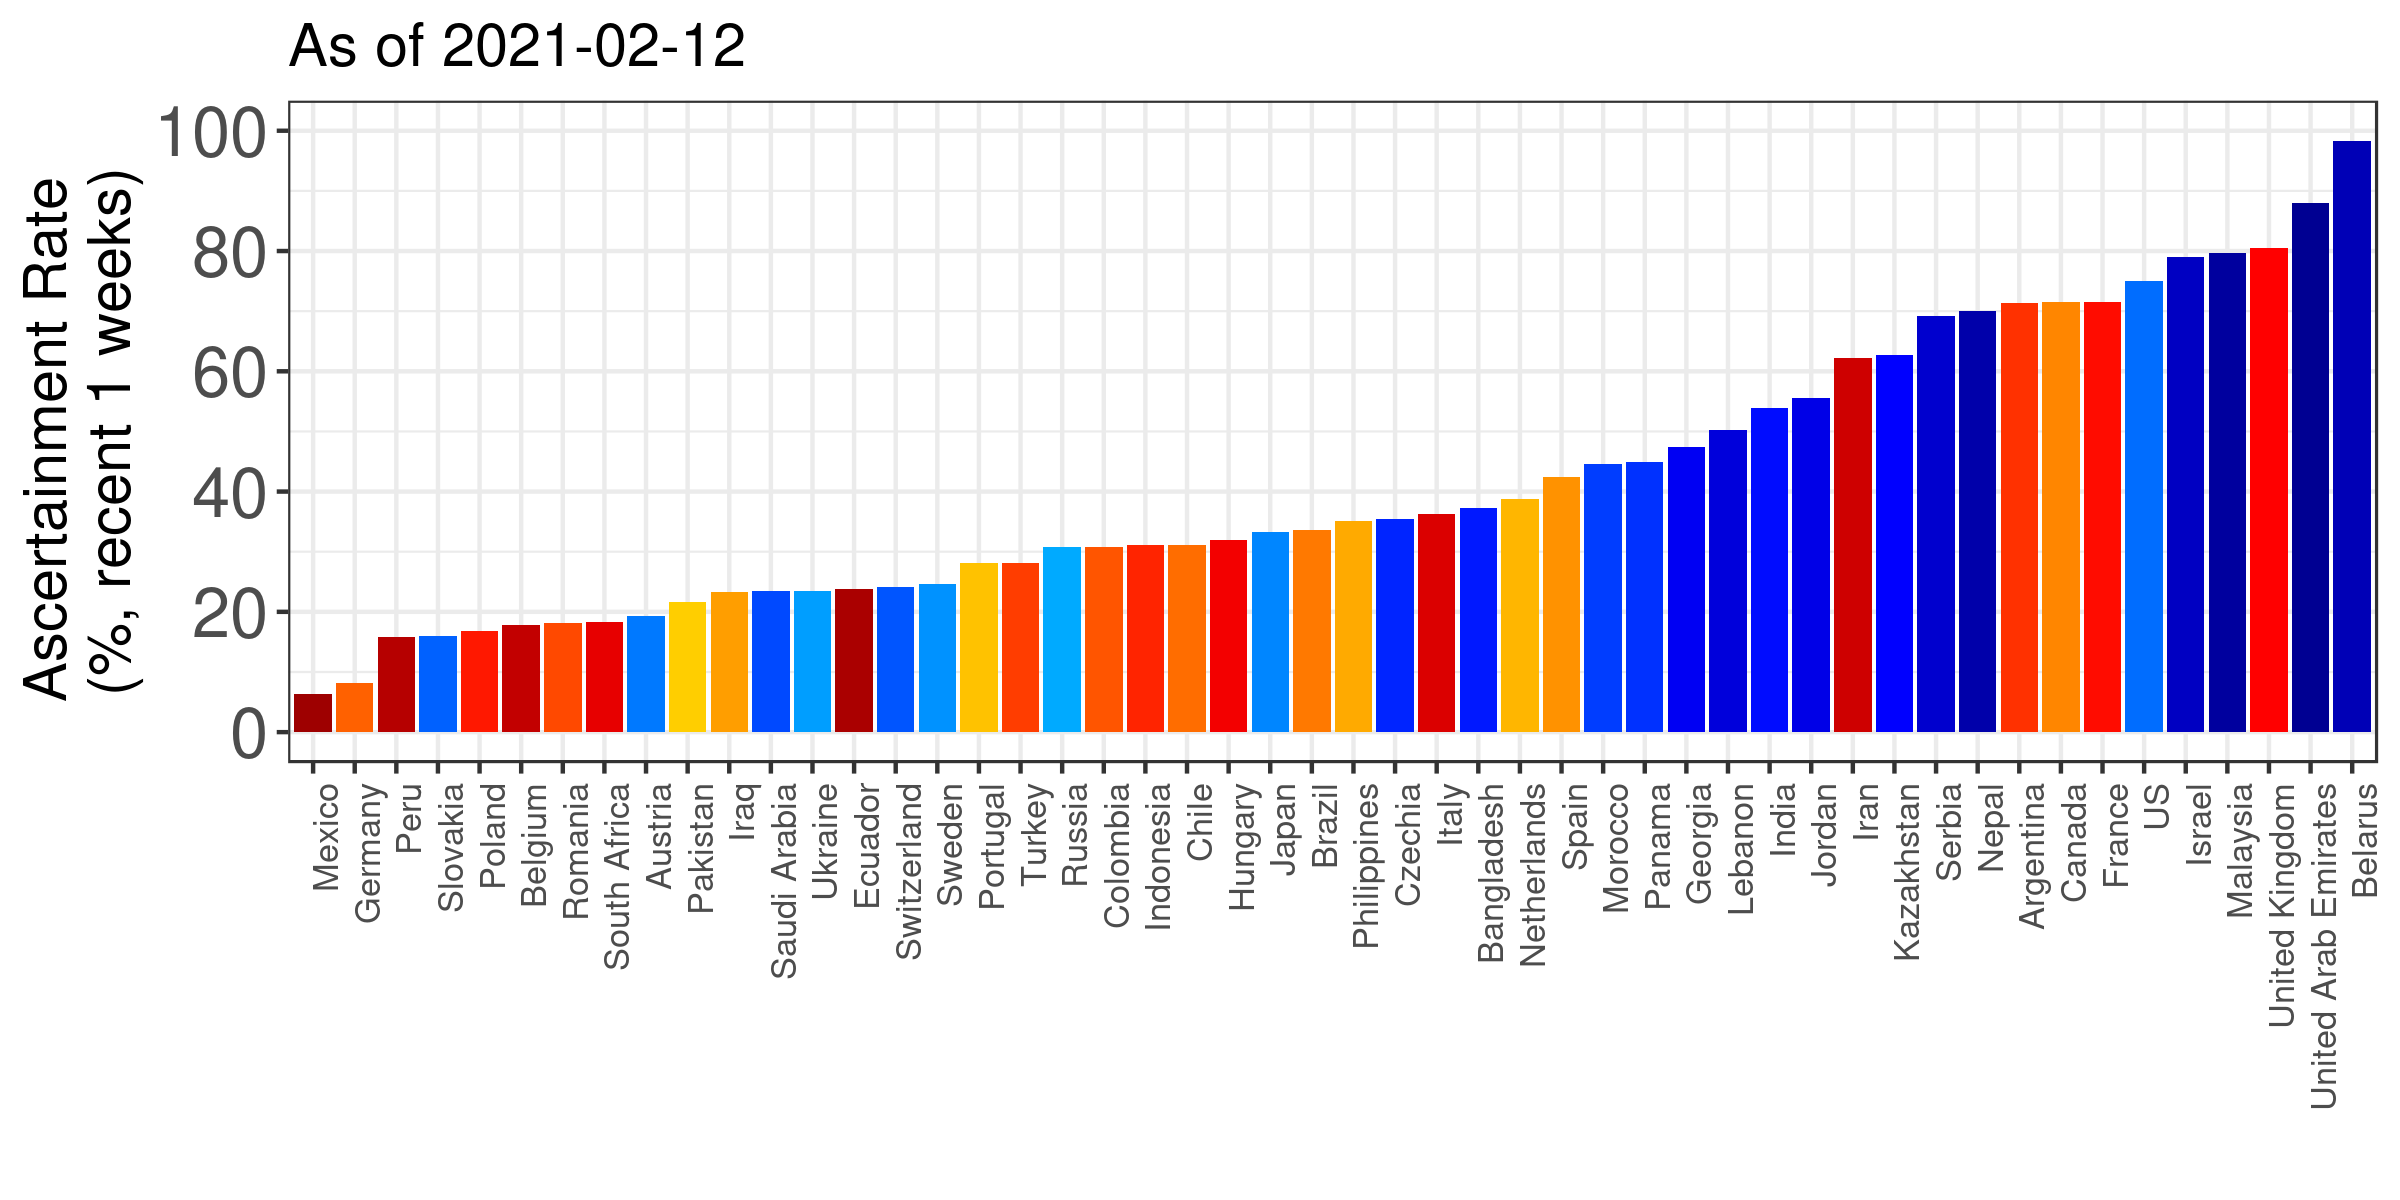 As of 2021-02-12
Ascertainment Rate
(%, recent 1 weeks)
100
80
60
40
20
0
Mexico
Germany
Peru
Slovakia
Poland
Belgium
Romania
South Africa
Austria
Pakistan
Iraq
Saudi Arabia
Ukraine
Ecuador
Switzerland
Sweden
Portugal
Turkey
Russia
Colombia
Indonesia
Chile
Hungary
Japan
Brazil
Philippines
Czechia
Italy
Bangladesh
Netherlands
Spain
Morocco
Panama
Georgia
Lebanon
India
Jordan
Iran
Kazakhstan
Serbia
Nepal
Argentina
Canada
France
US
Israel
Malaysia
United Kingdom
United Arab Emirates
Belarus